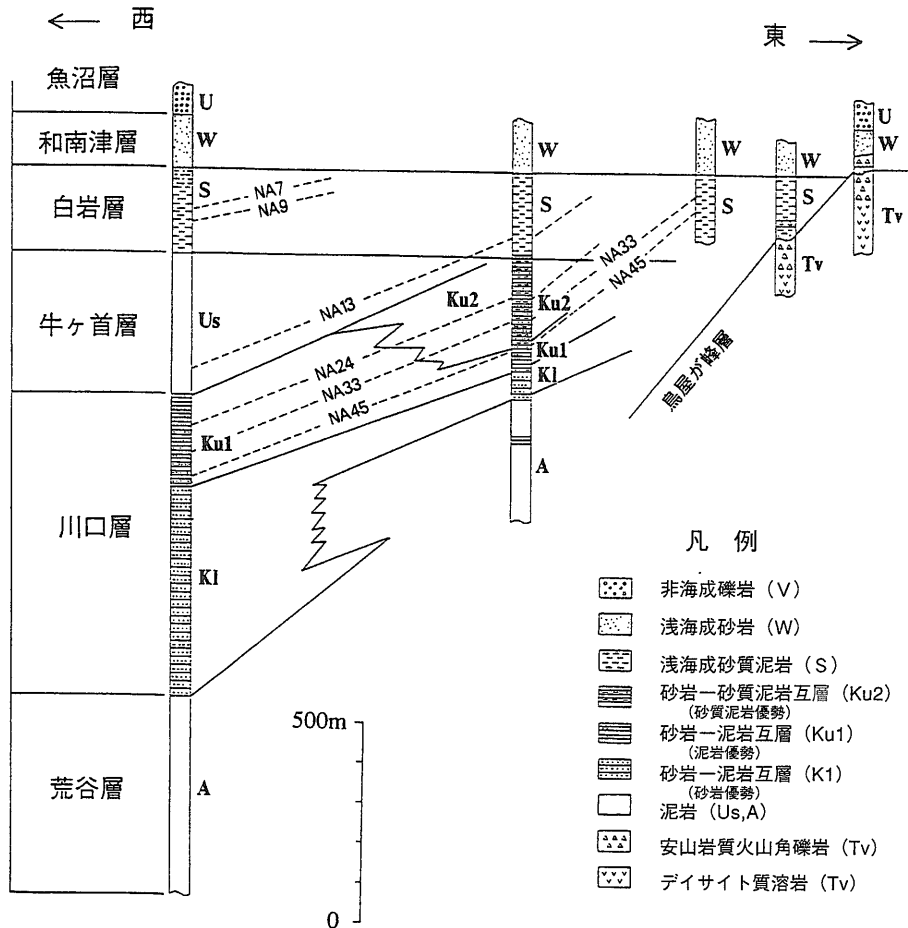 西
東
魚沼層
和南津層
白岩層
牛ヶ首層
川口層
荒谷層
U
W
S
NA7
NA9
Us
NA13
NA24
NA33
NA45
Ku1
Kl
A
W
S
Ku2
Ku2
Ku1
Kl
A
NA33
NA45
W
S
W
S
Tv
U
W
Tv
鳥屋が峰層
500m
0
凡 例
非海成礫岩(V)
浅海成砂岩(W)
浅海成砂質泥岩(S)
砂岩ー砂質泥岩互層(Ku2)
(砂質泥岩優勢)
砂岩ー泥岩互層(Ku1)
(泥岩優勢)
砂岩ー泥岩互層(K1)
(砂岩優勢)
泥岩(Us,A)
安山岩質火山角礫岩(Tv)
デイサイト質溶岩(Tv)